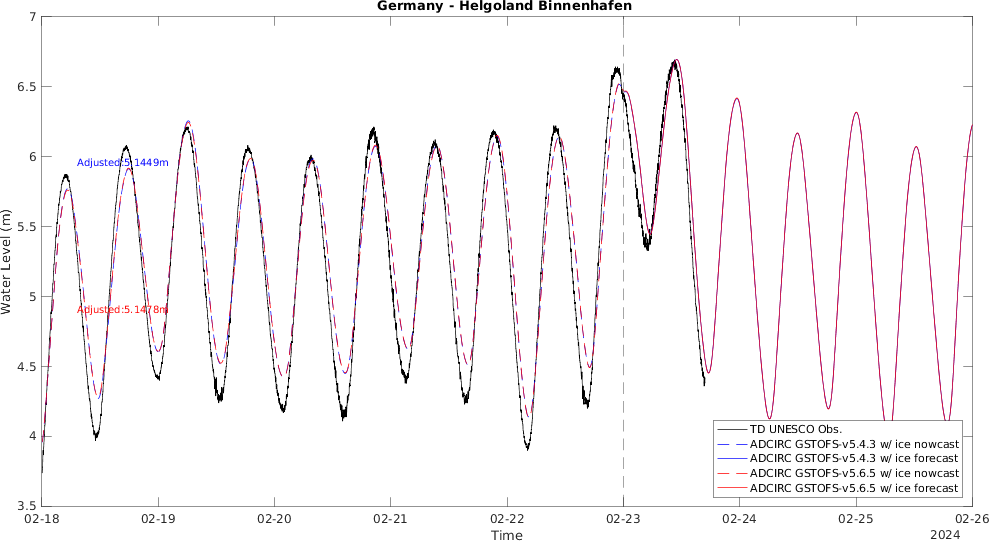 Germany - Helgoland Binnenhafen
7
6.5
6
5.5
5
4.5
4
3.5
Water Level (m)
Adjusted:5.1449m
Adjusted:5.1478m
TD UNESCO Obs.
ADCIRC GSTOFS-v5.4.3 w/ ice nowcast
ADCIRC GSTOFS-v5.4.3 w/ ice forecast
ADCIRC GSTOFS-v5.6.5 w/ ice nowcast
ADCIRC GSTOFS-v5.6.5 w/ ice forecast
02-18 02-19 02-20 02-21 02-22 02-23 02-24 02-25 02-26
Time
2024